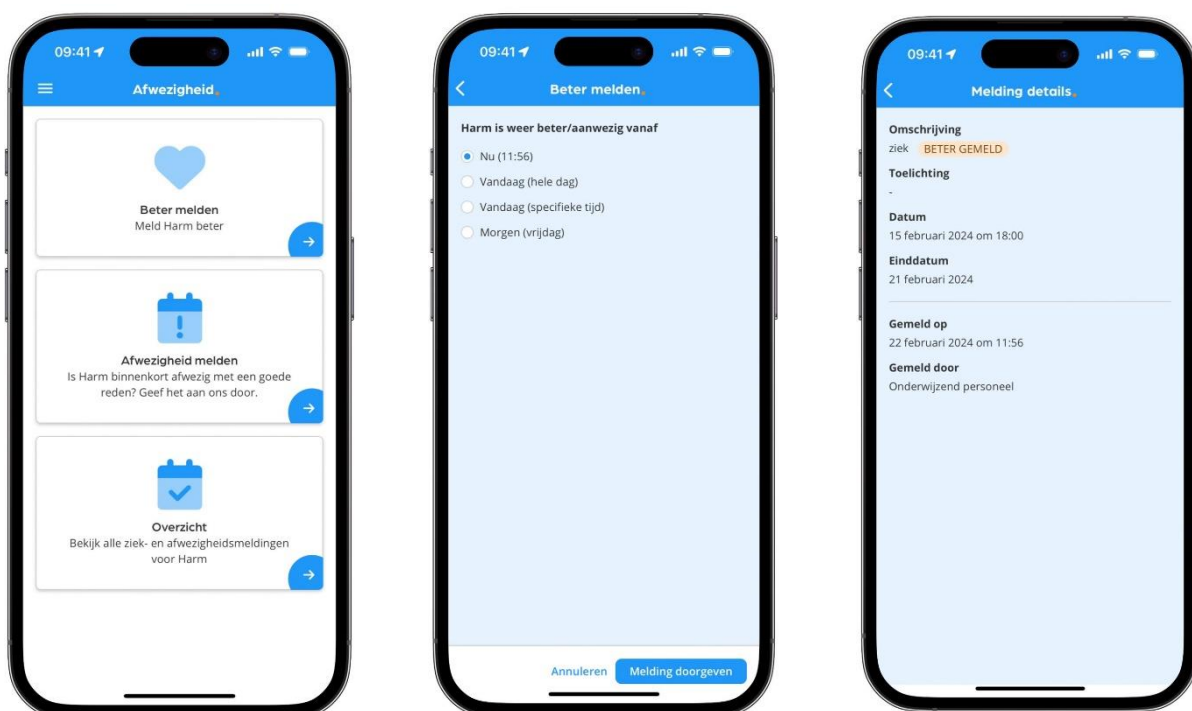 09:41
Afwezigheid.
Beter melden
Meld Harm beter
Afwezigheid melden
Is Harm binnenkort afwezig met een goede
reden? Geef het aan ons door.
Overzicht
Bekijk alle ziek- en afwezigheidsmeldingen
voor Harm
09:41
Beter melden.
Harm is weer beter/aanwezig vanaf
Nu (11:56)
Vandaag (hele dag)
Vandaag (specifieke tijd)
Morgen (vrijdag)
Annuleren Melding doorgeven
09:41
Melding details.
Omschrijving
ziek BETER GEMELD
Toelichting
-
Datum
15 februari 2024 om 18:00
Einddatum
21 februari 2024
Gemeld op
22 februari 2024 om 11:56
Gemeld door
Onderwijzend personeel